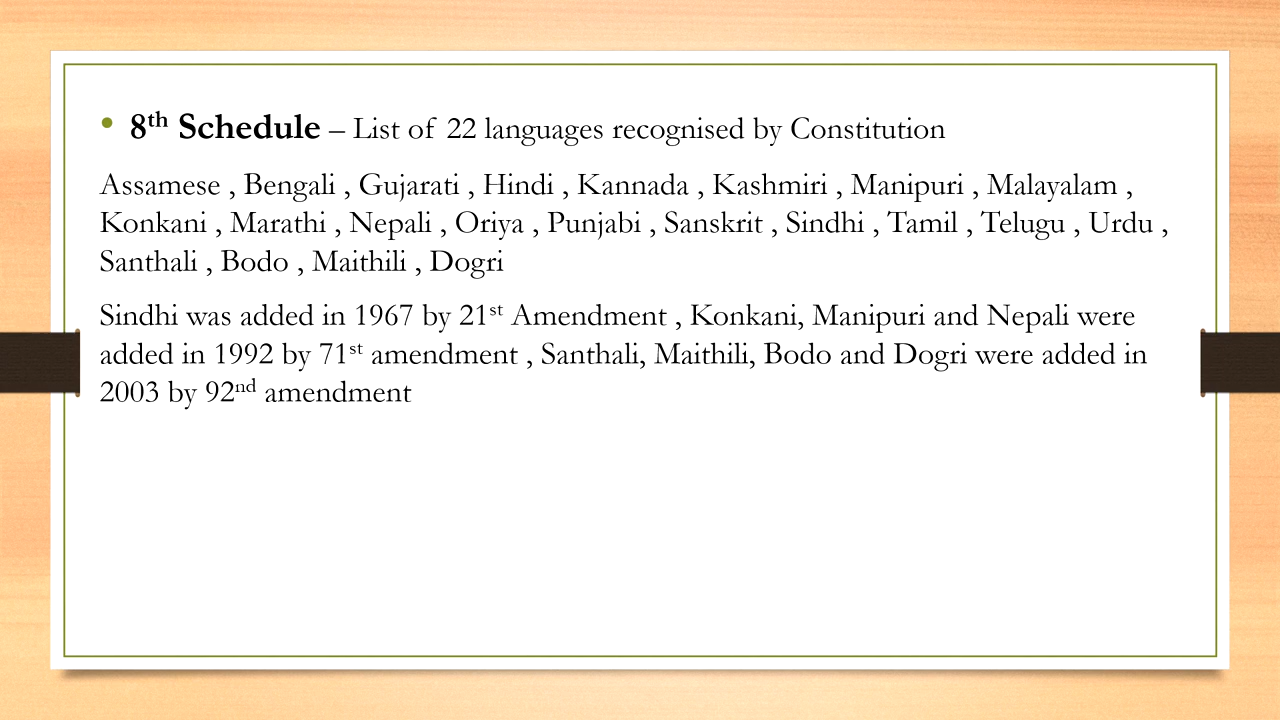 • 8th Schedule – List of 22 languages recognised by Constitution
Assamese , Bengali , Gujarati , Hindi , Kannada , Kashmiri , Manipuri , Malayalam ,
Konkani , Marathi , Nepali , Oriya , Punjabi , Sanskrit , Sindhi , Tamil , Telugu , Urdu ,
Santhali , Bodo , Maithili , Dogri
Sindhi was added in 1967 by 21st Amendment , Konkani, Manipuri and Nepali were
added in 1992 by 71st amendment , Santhali, Maithili, Bodo and Dogri were added in
2003 by 92nd amendment